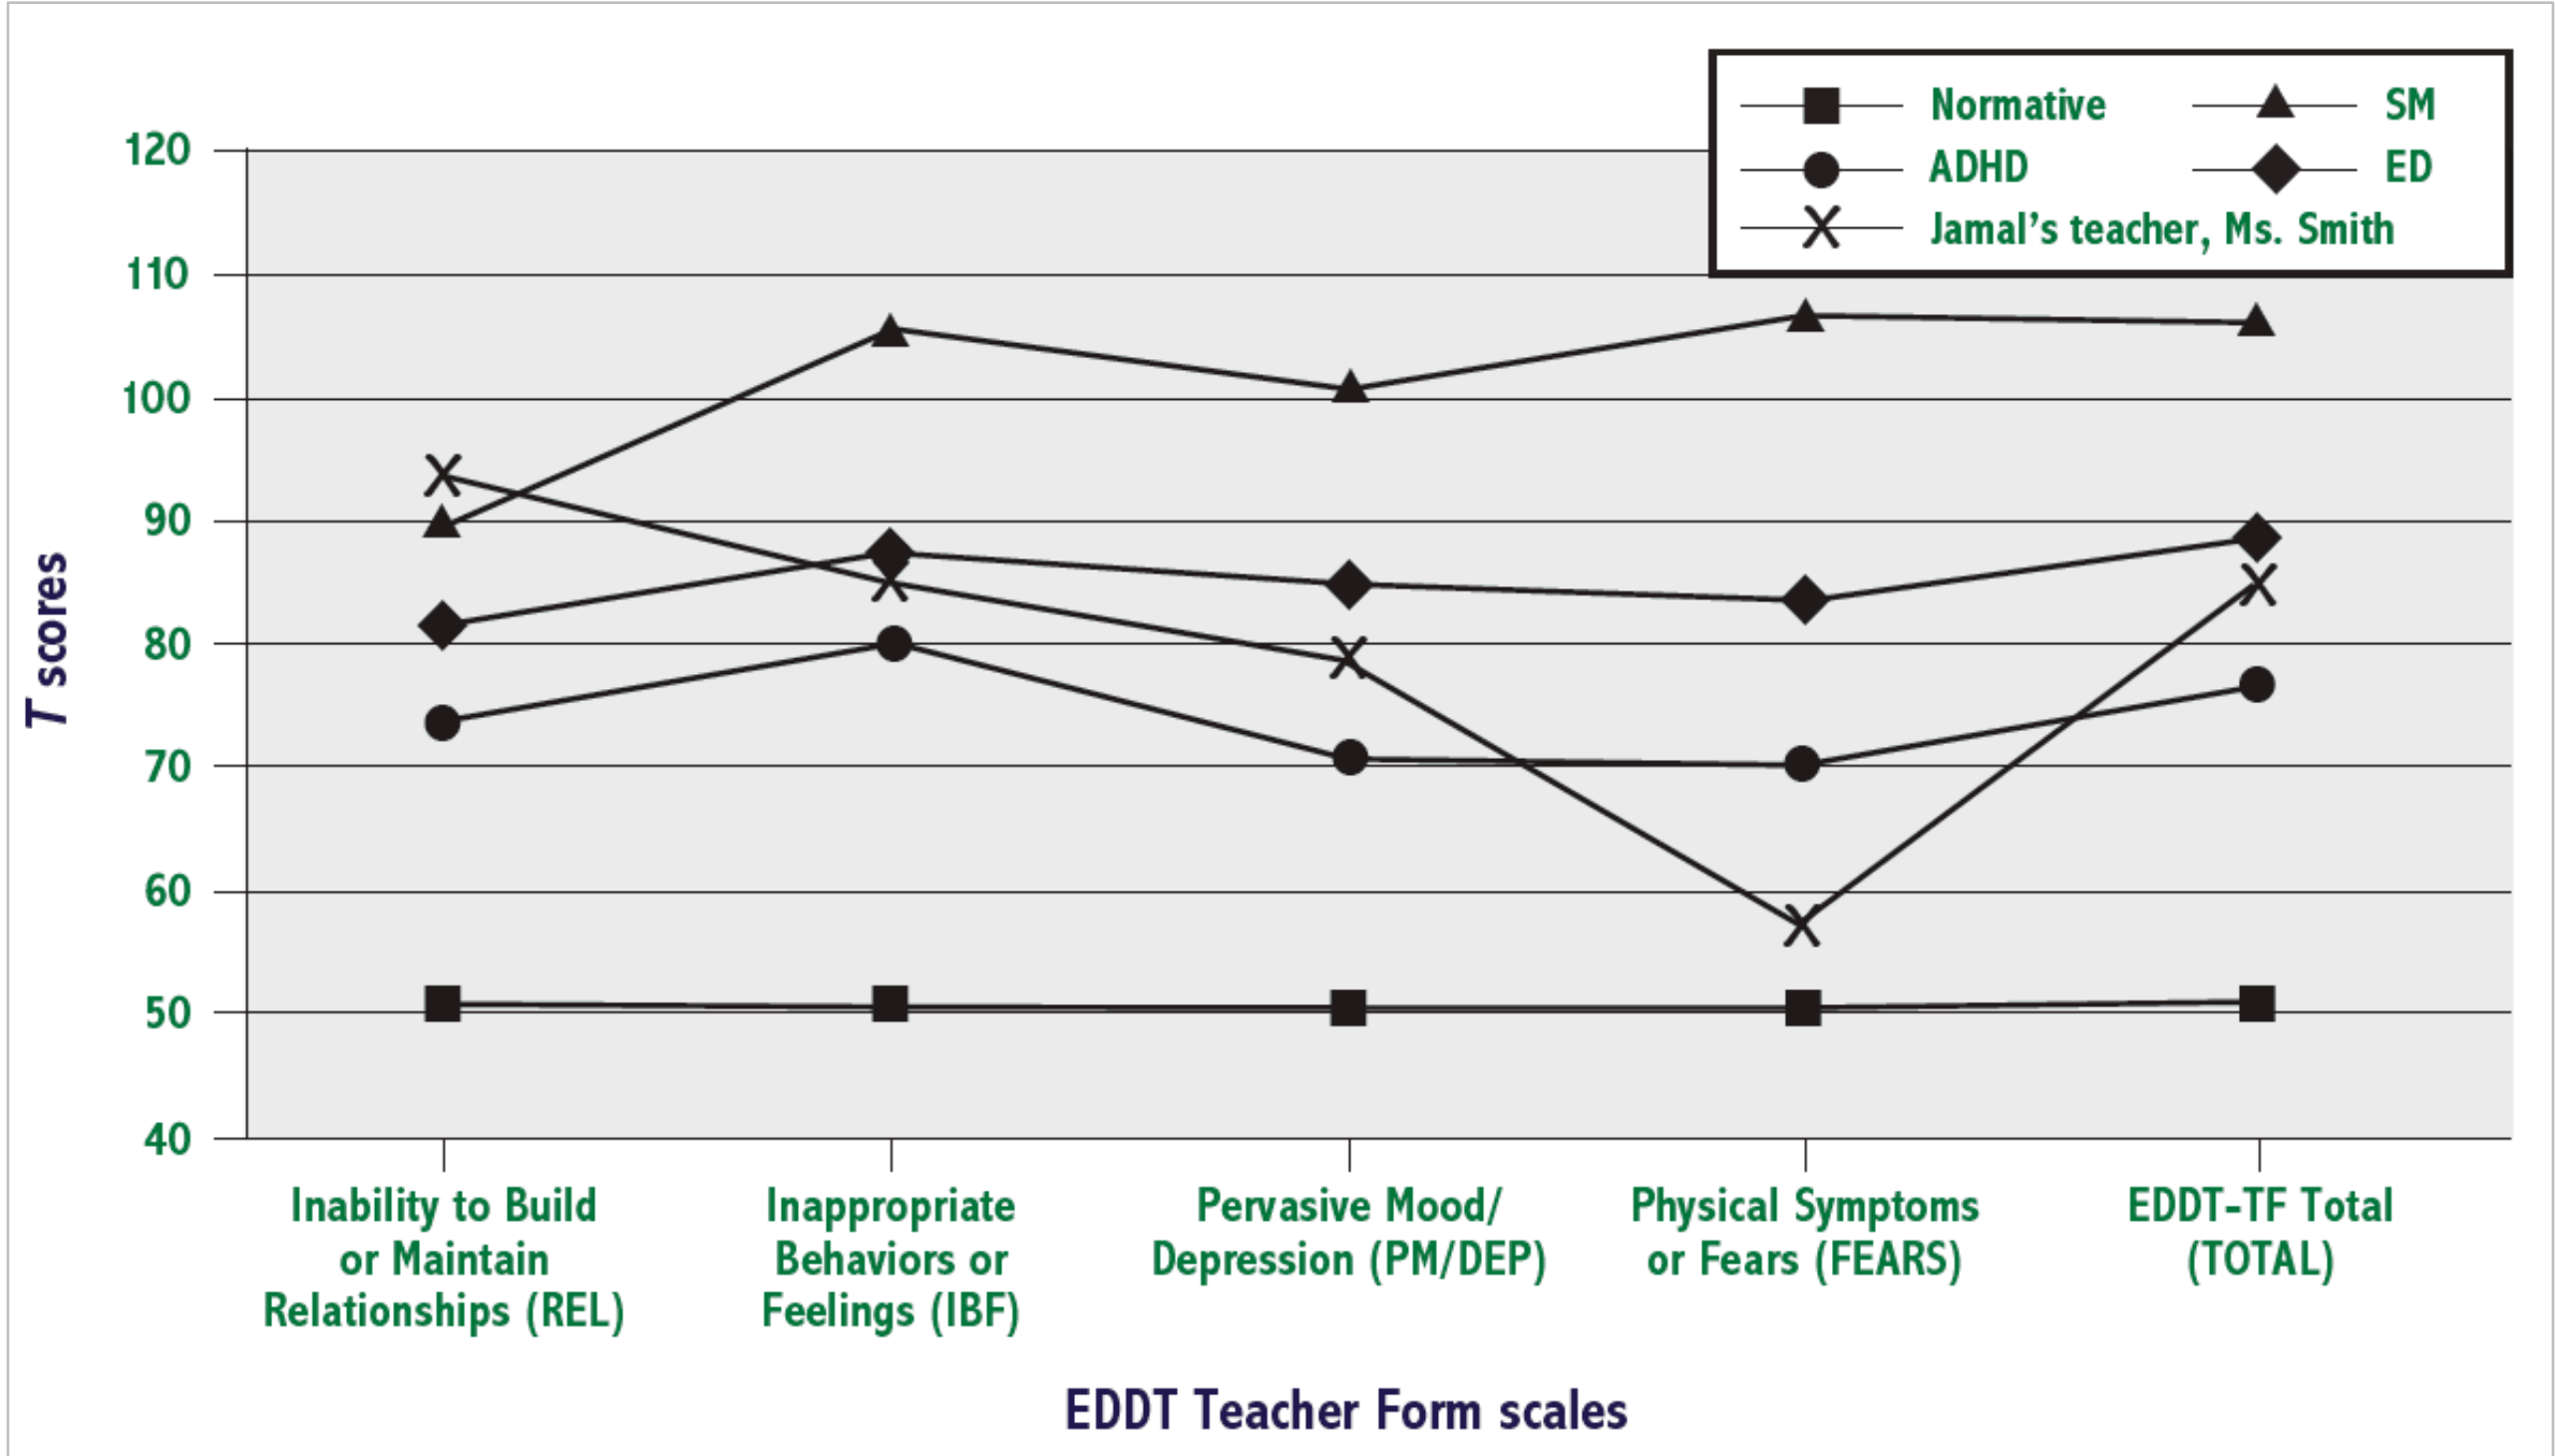 Normative
SM
ADHD
ED
Jamal’s teacher, Ms. Smith
120
110
100
90
80
70
60
50
40
T scores
Inability to Build
or Maintain
Relationships (REL)
Inappropriate
Behaviors or
Feelings (IBF)
Pervasive Mood/
Depression (PM/DEP)
Physical Symptoms
or Fears (FEARS)
EDDT-TF Total
(TOTAL)
EDDT Teacher Form scales